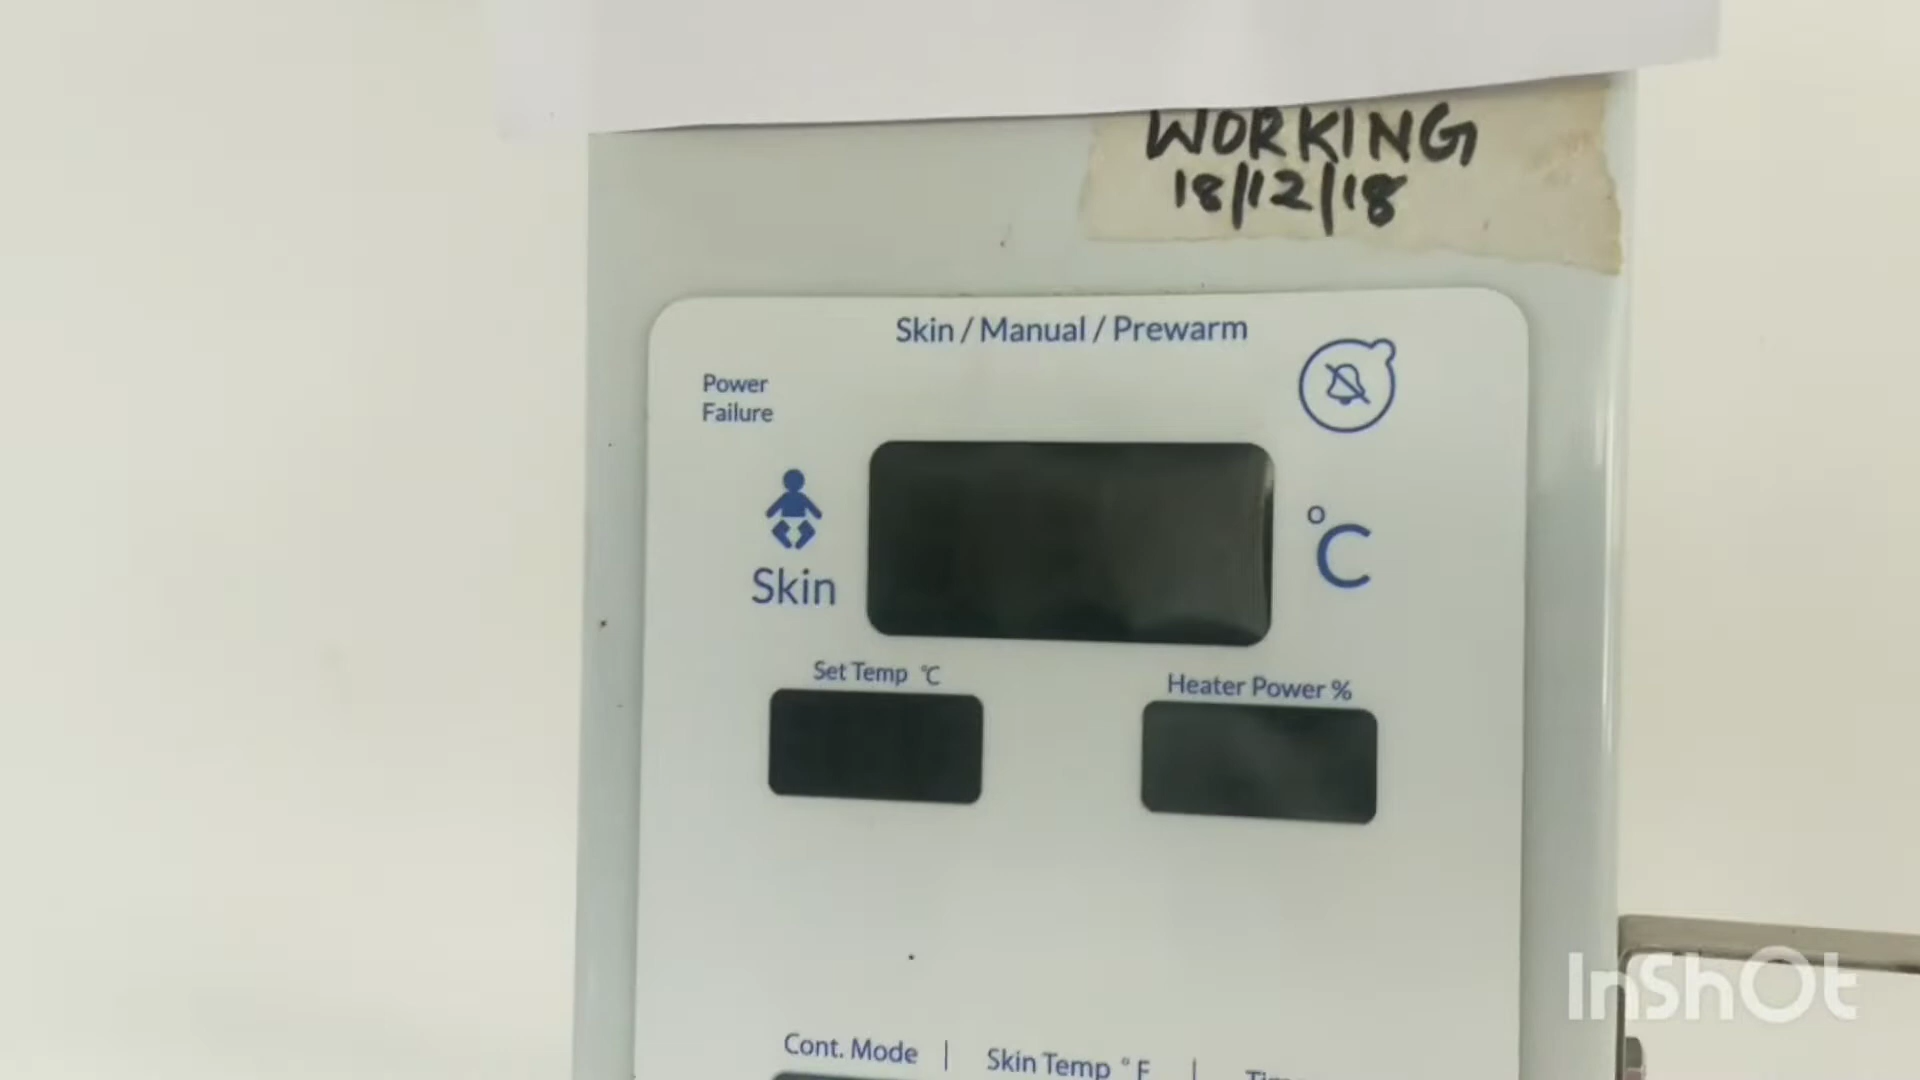 WORKING
18/12/18
Skin / Manual / Prewarm
Power
Failure
Skin
°C
Set Temp °C
Heater Power %
Cont. Mode | Skin Temp °F |
InShOt